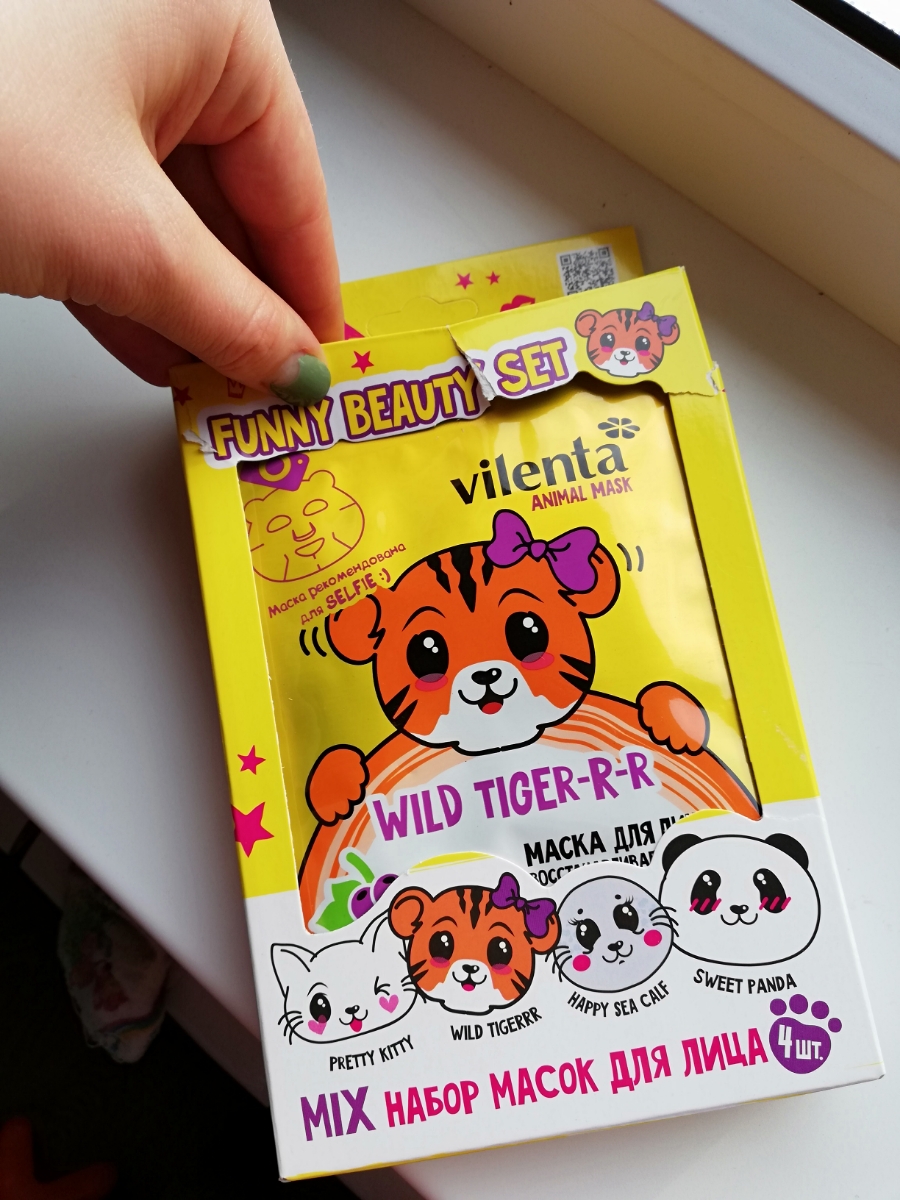 FUNNY BEAUTY SET
vilenta
ANIMAL MASK
Маска рекомендована
для SELFIE :)
WILD TIGER-R-R
МАСКА ДЛЯ
PRETTY KITTY
WILD TIGERRR
HAPPY SEA CALF
SWEET PANDA
MIX НАБОР МАСОК ДЛЯ ЛИЦА
4 ШТ.